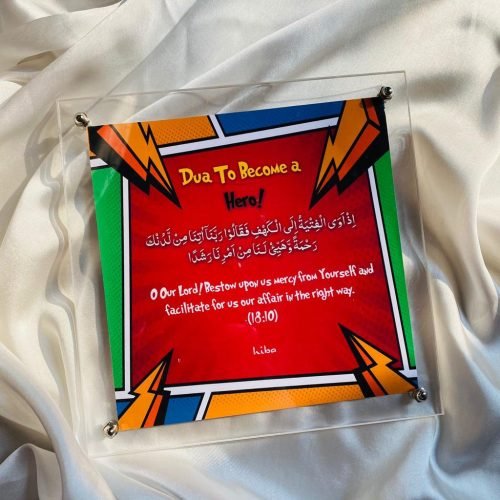 Dua To Become a
Hero!
إِذْ أَوَى الْفِتْيَةُ إِلَى الْكَهْفِ فَقَالُوا رَبَّنَا آتِنَا مِنْ لَدُنْكَ
رَحْمَةً وَهَيِّئْ لَنَا مِنْ أَمْرِنَا رَشَدًا
O Our Lord! Bestow upon us mercy from Yourself and
facilitate for us our affair in the right way.
(18:10)
hiba